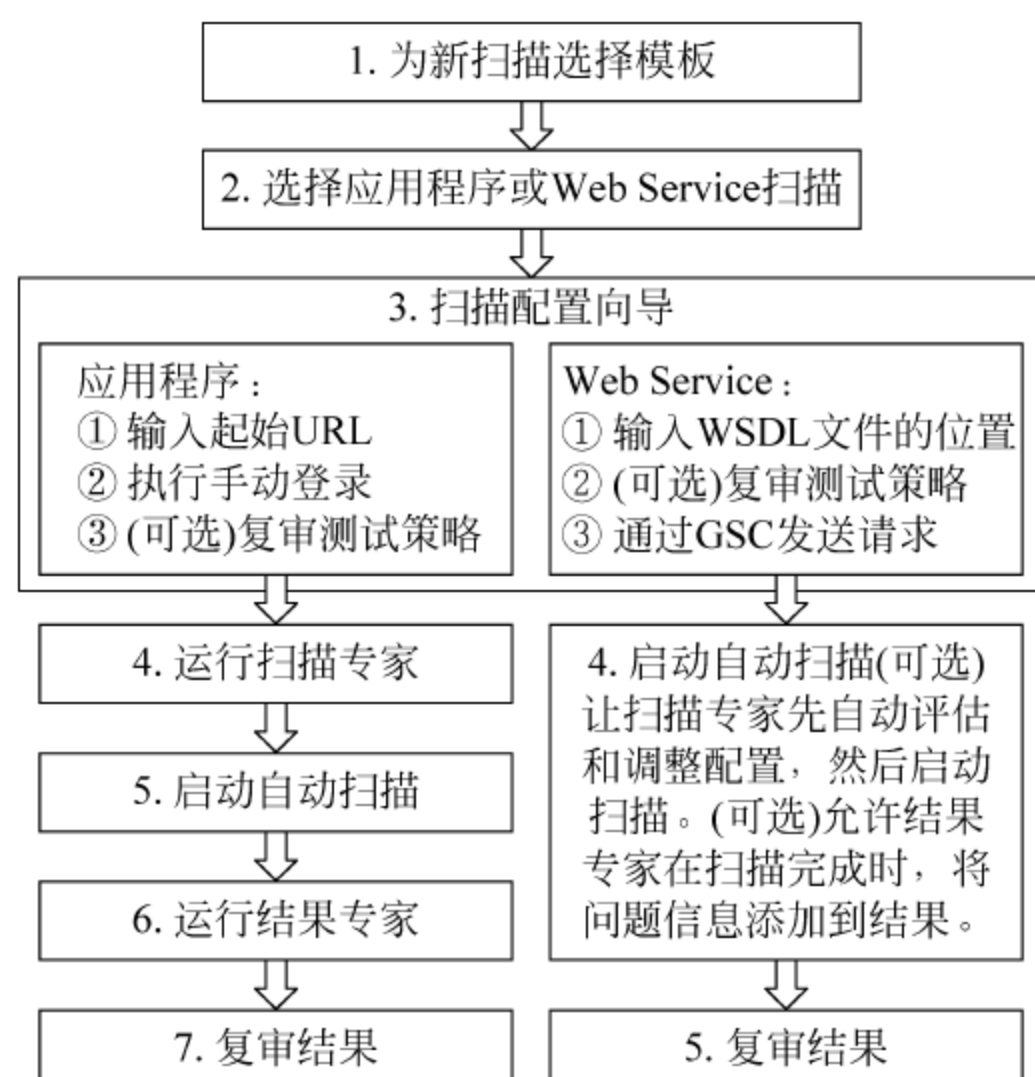 1. 为新扫描选择模板
2. 选择应用程序或Web Service扫描
3. 扫描配置向导
应用程序：
① 输入起始URL
② 执行手动登录
③ (可选)复审测试策略
Web Service：
① 输入WSDL文件的位置
② (可选)复审测试策略
③ 通过GSC发送请求
4. 运行扫描专家
5. 启动自动扫描
6. 运行结果专家
7. 复审结果
4. 启动自动扫描(可选)
让扫描专家先自动评估
和调整配置，然后启动
扫描。(可选)允许结果
专家在扫描完成时，将
问题信息添加到结果。
5. 复审结果